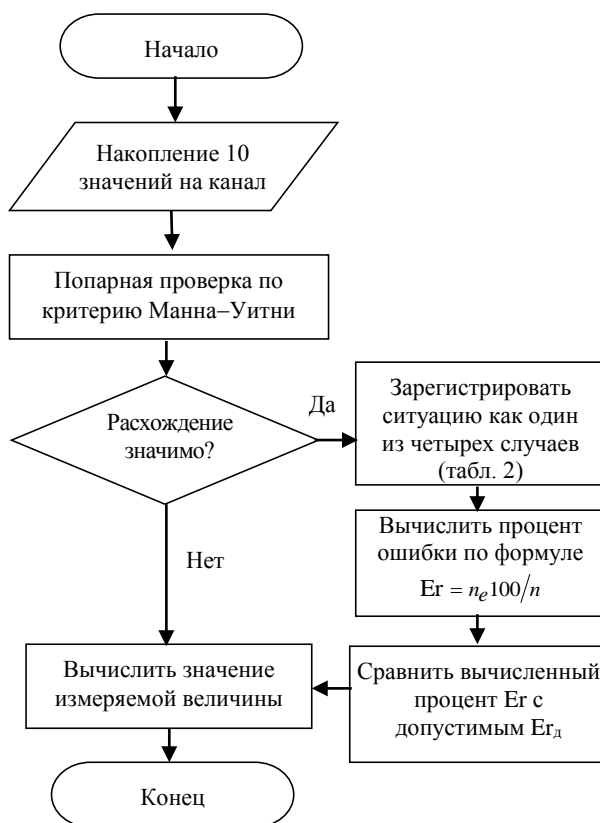 Начало
Накопление 10
значений на канал
Попарная проверка по
критерию Манна–Уитни
Расхождение
значимо?
Да
Зарегистрировать
ситуацию как один
из четырех случаев
(табл. 2)
Вычислить процент
ошибки по формуле
Er = nₑ100/n
Нет
Сравнить вычисленный
процент Er с
допустимым Erд
Вычислить значение
измеряемой величины
Конец